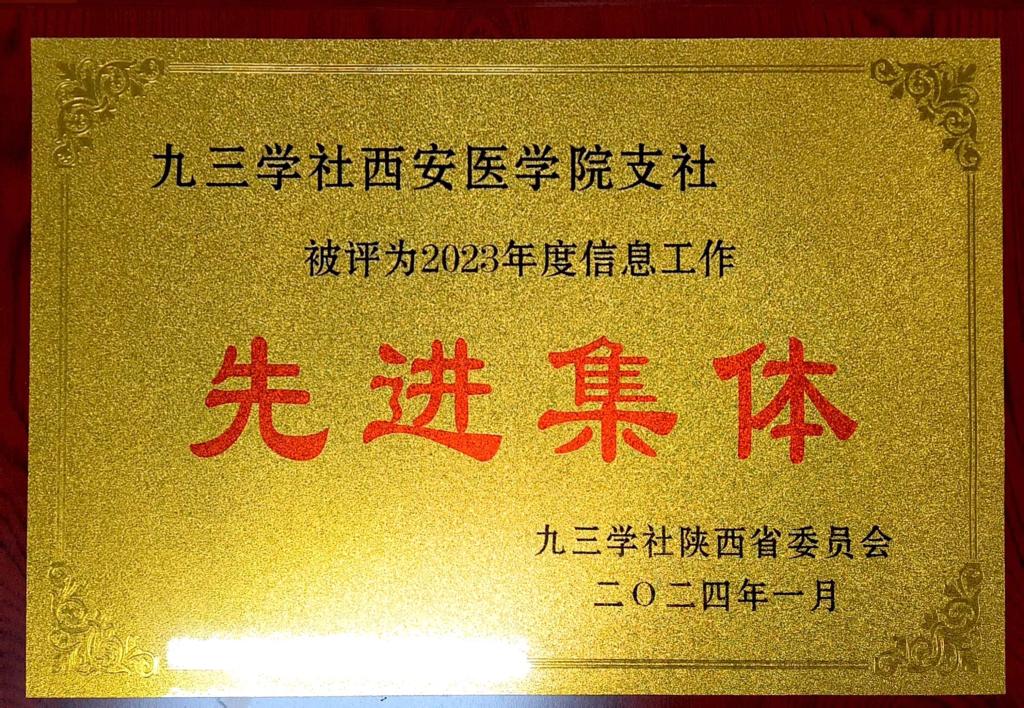 九三学社西安医学院支社
被评为2023年度信息工作
先进集体
九三学社陕西省委员会
二〇二四年一月